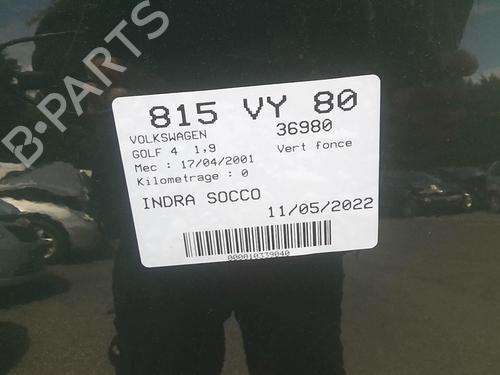 B-PARTS
815 VY 80
VOLKSWAGEN 36980
GOLF 4 1,9 Vert fonce
Mec : 17/04/2001
Kilometrage : 0
INDRA SOCCO 11/05/2022
000010339040